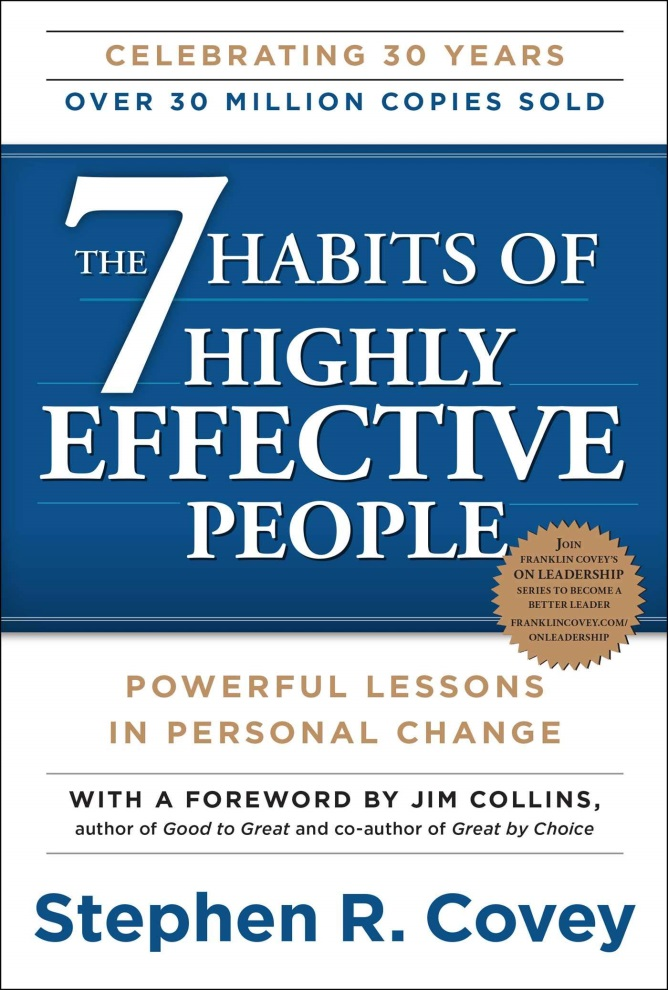 CELEBRATING 30 YEARS
OVER 30 MILLION COPIES SOLD
THE 7 HABITS OF
HIGHLY
EFFECTIVE
PEOPLE
JOIN
FRANKLIN COVEY'S
ON LEADERSHIP
SERIES TO BECOME A
BETTER LEADER
FRANKLINCOVEY.COM/
ONLEADERSHIP
POWERFUL LESSONS
IN PERSONAL CHANGE
WITH A FOREWORD BY JIM COLLINS,
author of Good to Great and co-author of Great by Choice
Stephen R. Covey